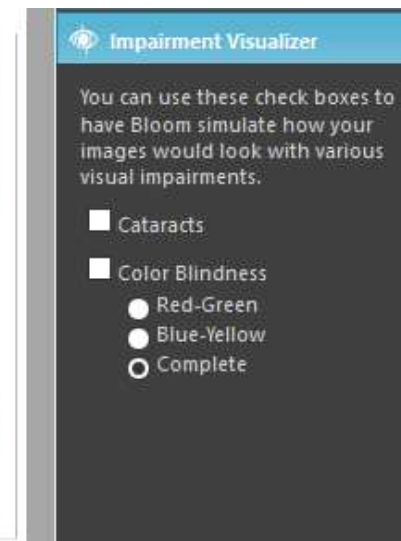 Impairment Visualizer
You can use these check boxes to
have Bloom simulate how your
images would look with various
visual impairments.
Cataracts
Color Blindness
Red-Green
Blue-Yellow
Complete